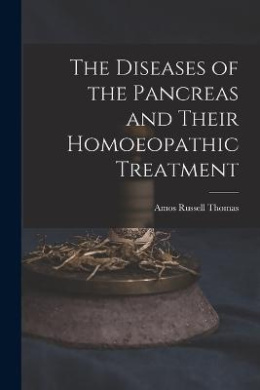 The Diseases of
the Pancreas
and Their
Homoeopathic
Treatment
Amos Russell Thomas